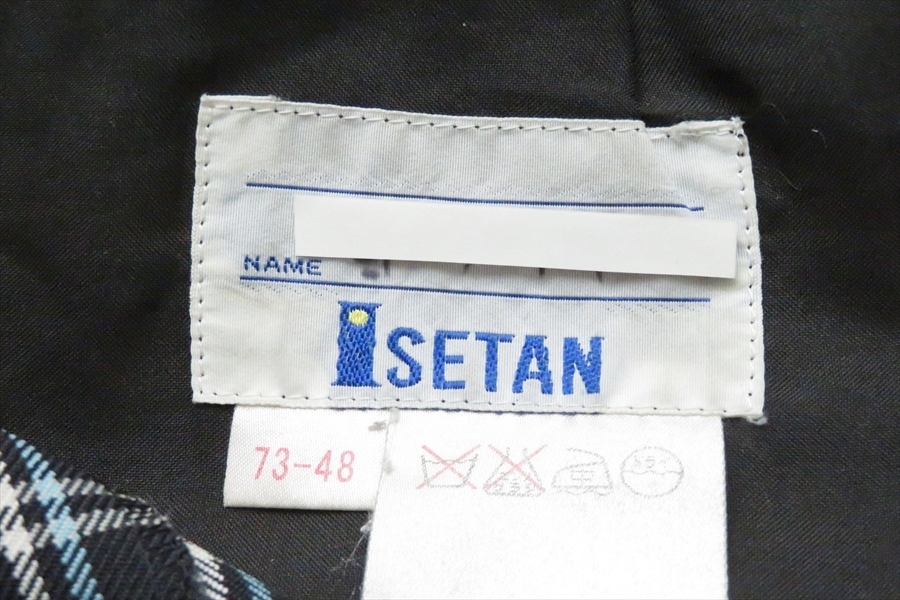 NAME
ISETAN
73-48